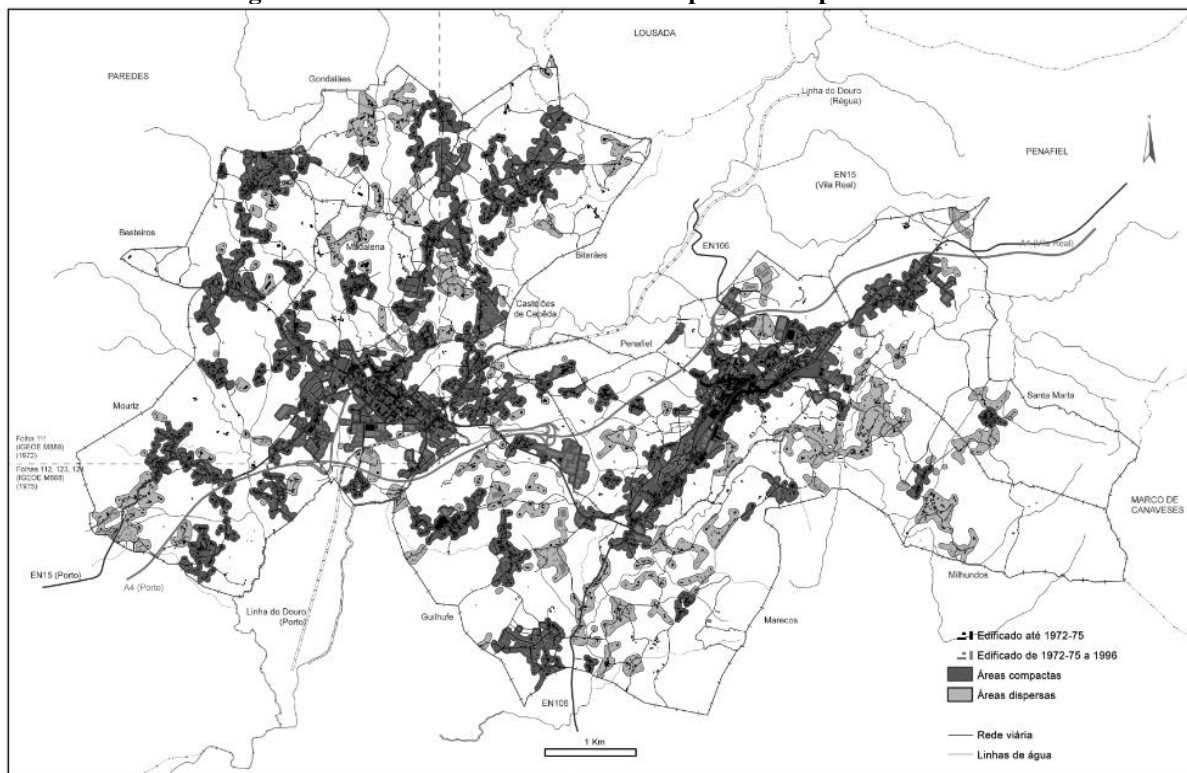 LOUSADA
PAREDES
Gondalães
Linha do Douro
(Régua)
PENAFIEL
EN15
(Vila Real)
Besteiros
Madalena
EN106
A4 (Vila Real)
Bitarães
Castelões
de Cepêda
Penafiel
Mouriz
Santa Marta
Folha 111
(IGEOE M888)
(1972)
Folhas 112, 123, 124
(IGEOE M888)
(1975)
MARCO DE
CANAVESES
EN15 (Porto)
A4 (Porto)
Milhundos
Linha do Douro
(Porto)
Guilhufe
Marecos
Edificado até 1972-75
Edificado de 1972-75 a 1996
Áreas compactas
Áreas dispersas
EN106
1 Km
Rede viária
Linhas de água